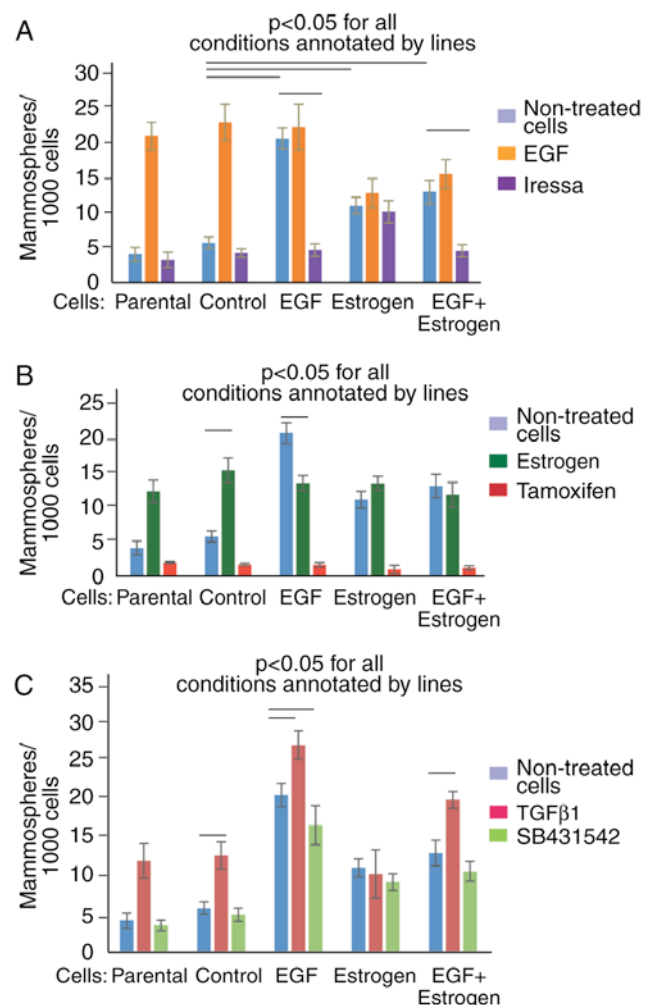 A
p<0.05 for all
conditions annotated by lines
Mammospheres/
1000 cells
30
25
20
15
10
5
0
Non-treated
cells
EGF
Iressa
Cells: Parental Control EGF Estrogen EGF+
Estrogen
B
p<0.05 for all
conditions annotated by lines
Mammospheres/
1000 cells
25
20
15
10
5
0
Non-treated
cells
Estrogen
Tamoxifen
Cells: Parental Control EGF Estrogen EGF+
Estrogen
C
p<0.05 for all
conditions annotated by lines
Mammospheres/
1000 cells
35
30
25
20
15
10
5
0
Non-treated
cells
TGFβ1
SB431542
Cells: Parental Control EGF Estrogen EGF+
Estrogen